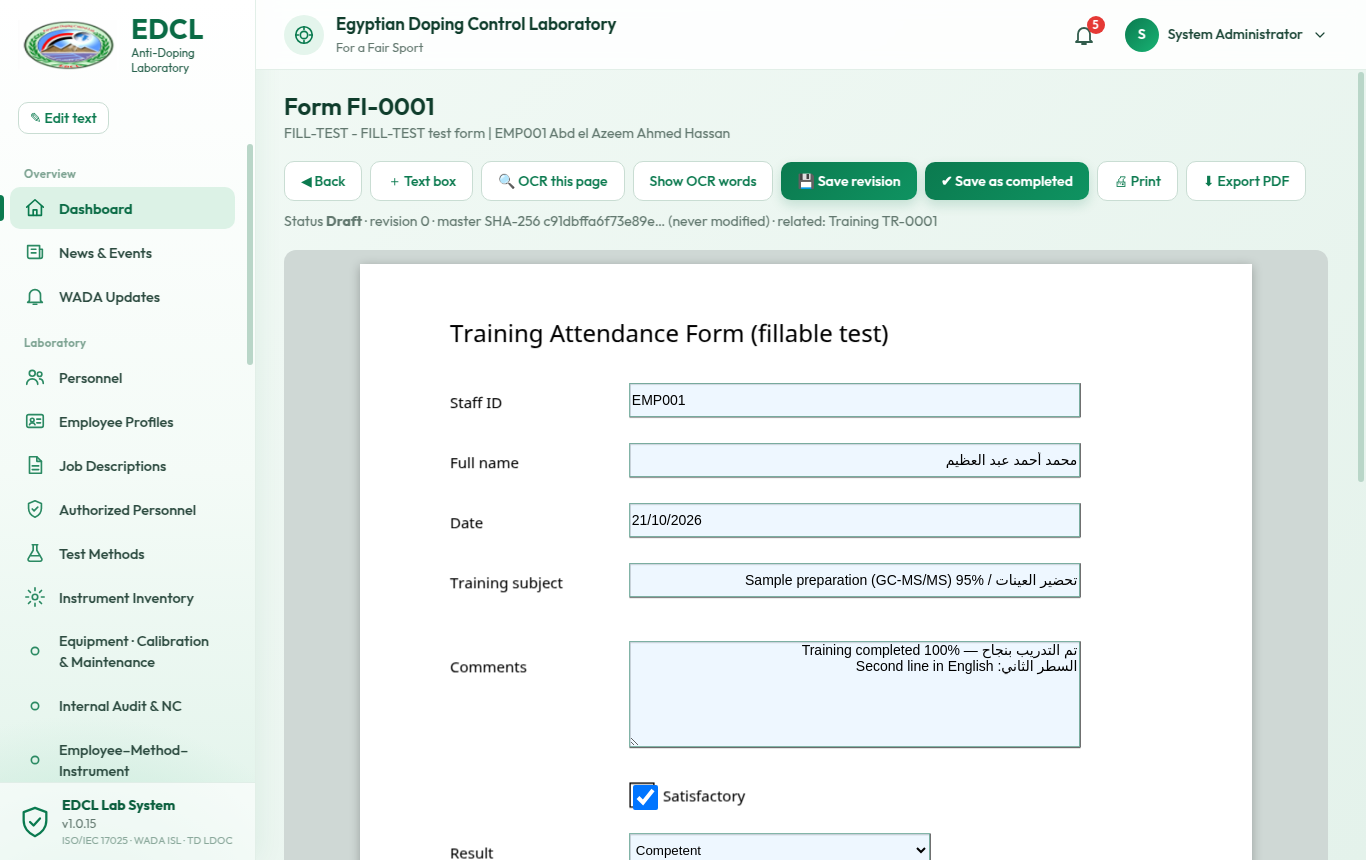 EDCL
Anti-Doping
Laboratory
✎ Edit text
Overview
Dashboard
News & Events
WADA Updates
Laboratory
Personnel
Employee Profiles
Job Descriptions
Authorized Personnel
Test Methods
Instrument Inventory
Equipment · Calibration
& Maintenance
Internal Audit & NC
Employee–Method–
Instrument
EDCL Lab System
v1.0.15
ISO/IEC 17025 · WADA ISL · TD LDOC
Egyptian Doping Control Laboratory
For a Fair Sport
5
S
System Administrator
Form FI-0001
FILL-TEST - FILL-TEST test form | EMP001 Abd el Azeem Ahmed Hassan
◀ Back
+ Text box
🔍 OCR this page
Show OCR words
💾 Save revision
✔ Save as completed
🖨 Print
⬇ Export PDF
Status Draft · revision 0 · master SHA-256 c91dbffa6f73e89e… (never modified) · related: Training TR-0001
Training Attendance Form (fillable test)
Staff ID
EMP001
Full name
محمد أحمد عبد العظيم
Date
21/10/2026
Training subject
تحضير العينات / Sample preparation (GC-MS/MS) 95%
Comments
تم التدريب بنجاح — Training completed 100%
السطر الثاني: Second line in English
Satisfactory
Result
Competent